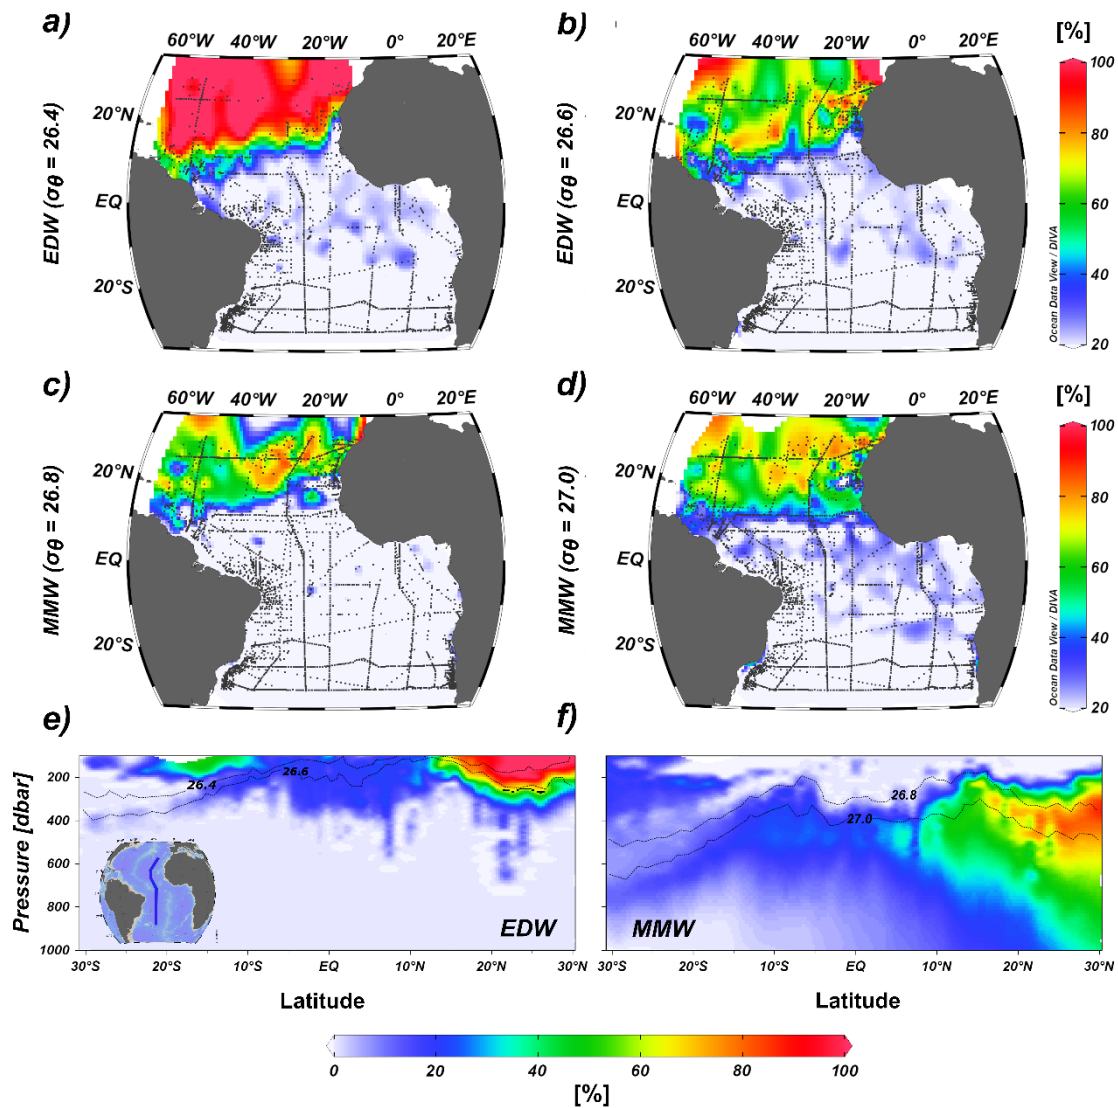 a)
b)
[%]
60°W 40°W 20°W 0° 20°E
60°W 40°W 20°W 0° 20°E
EDW (σθ = 26.4)
20°N
EQ
20°S
EDW (σθ = 26.6)
20°N
EQ
20°S
Ocean Data View / DIVA
100
80
60
40
20
c)
d)
[%]
60°W 40°W 20°W 0° 20°E
60°W 40°W 20°W 0° 20°E
MMW (σθ = 26.8)
20°N
EQ
20°S
MMW (σθ = 27.0)
20°N
EQ
20°S
Ocean Data View / DIVA
100
80
60
40
20
e)
f)
Pressure [dbar]
200
400
600
800
1000
26.4
26.6
EDW
26.8
27.0
MMW
30°S 20°S 10°S EQ 10°N 20°N 30°N
30°S 20°S 10°S EQ 10°N 20°N 30°N
Latitude
Latitude
0 20 40 60 80 100
[%]